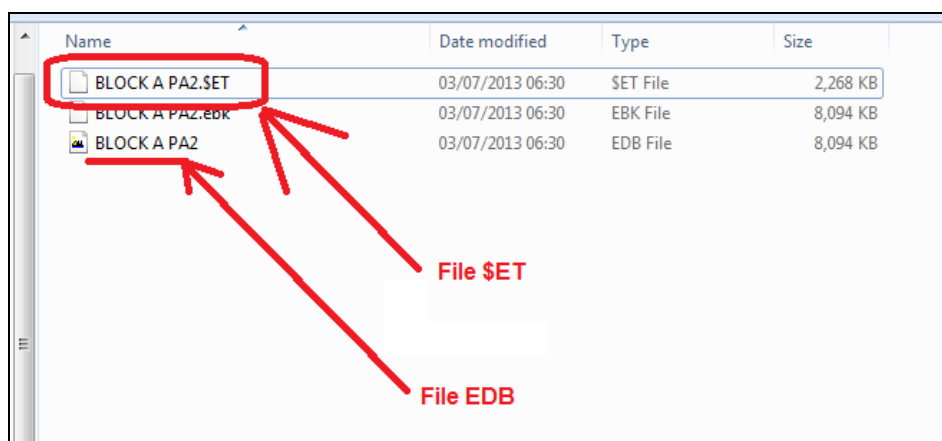 Name Date modified Type Size
BLOCK A PA2.$ET 03/07/2013 06:30 $ET File 2,268 KB
BLOCK A PA2.ebk 03/07/2013 06:30 EBK File 8,094 KB
BLOCK A PA2 03/07/2013 06:30 EDB File 8,094 KB
File $ET
File EDB